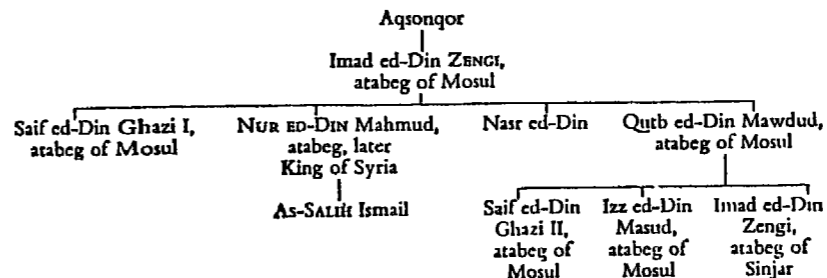 Aqsonqor
Imad ed-Din ZENGI,
atabeg of Mosul
Saif ed-Din Ghazi I,
atabeg of Mosul
NUR ED-DIN Mahmud,
atabeg, later
King of Syria
Nasr ed-Din
Qutb ed-Din Mawdud,
atabeg of Mosul
As-SALIH Ismail
Saif ed-Din
Ghazi II,
atabeg of
Mosul
Izz ed-Din
Masud,
atabeg of
Mosul
Imad ed-Din
Zengi,
atabeg of
Sinjar